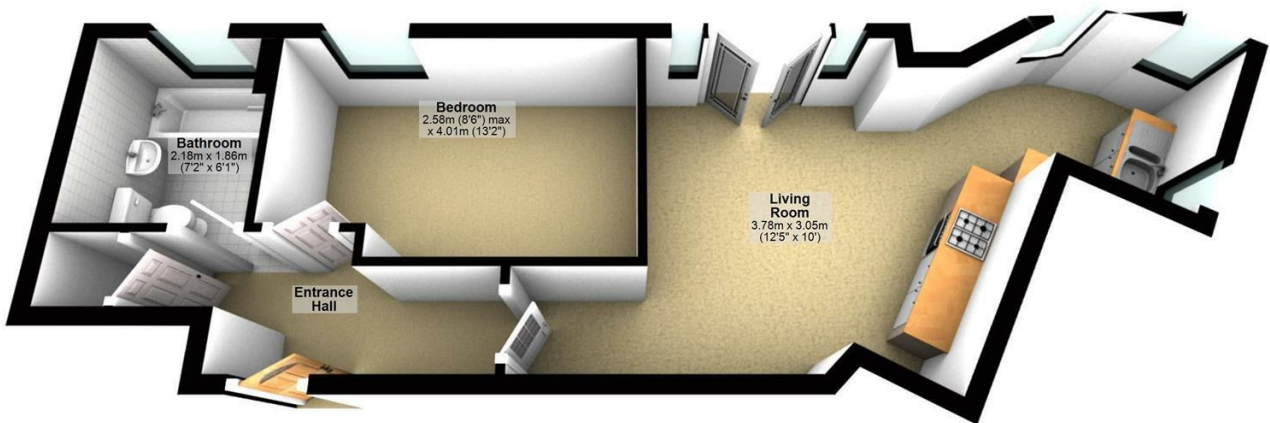 Bathroom
2.18m x 1.86m
(7'2" x 6'1")
Bedroom
2.58m (8'6") max
x 4.01m (13'2")
Living
Room
3.78m x 3.05m
(12'5" x 10')
Entrance
Hall